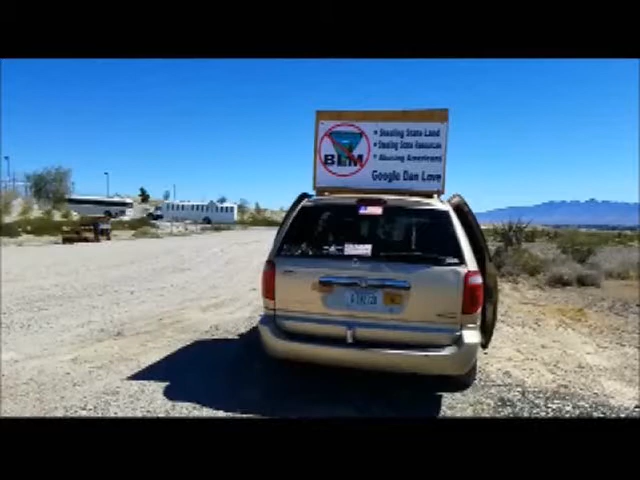 • Stealing State Land
• Stealing State Resources
BLM
• Abusing Americans
Google Dan Love